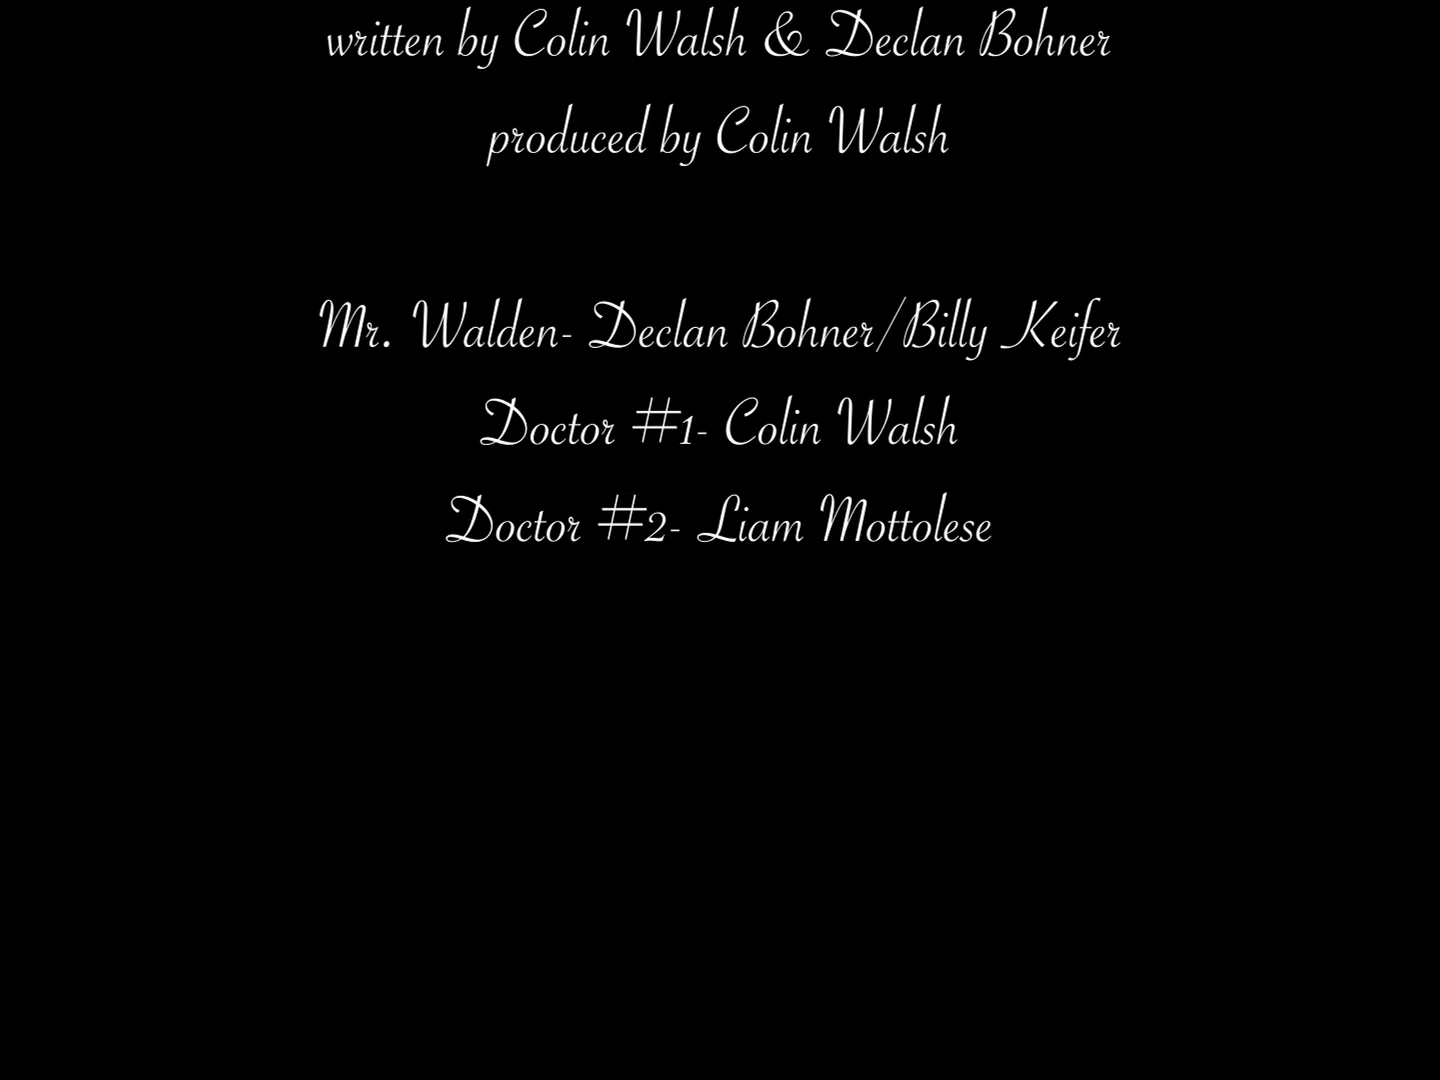 written by Colin Walsh & Declan Bohner
produced by Colin Walsh
Mr. Walden- Declan Bohner/Billy Keifer
Doctor #1- Colin Walsh
Doctor #2- Liam Mottolese